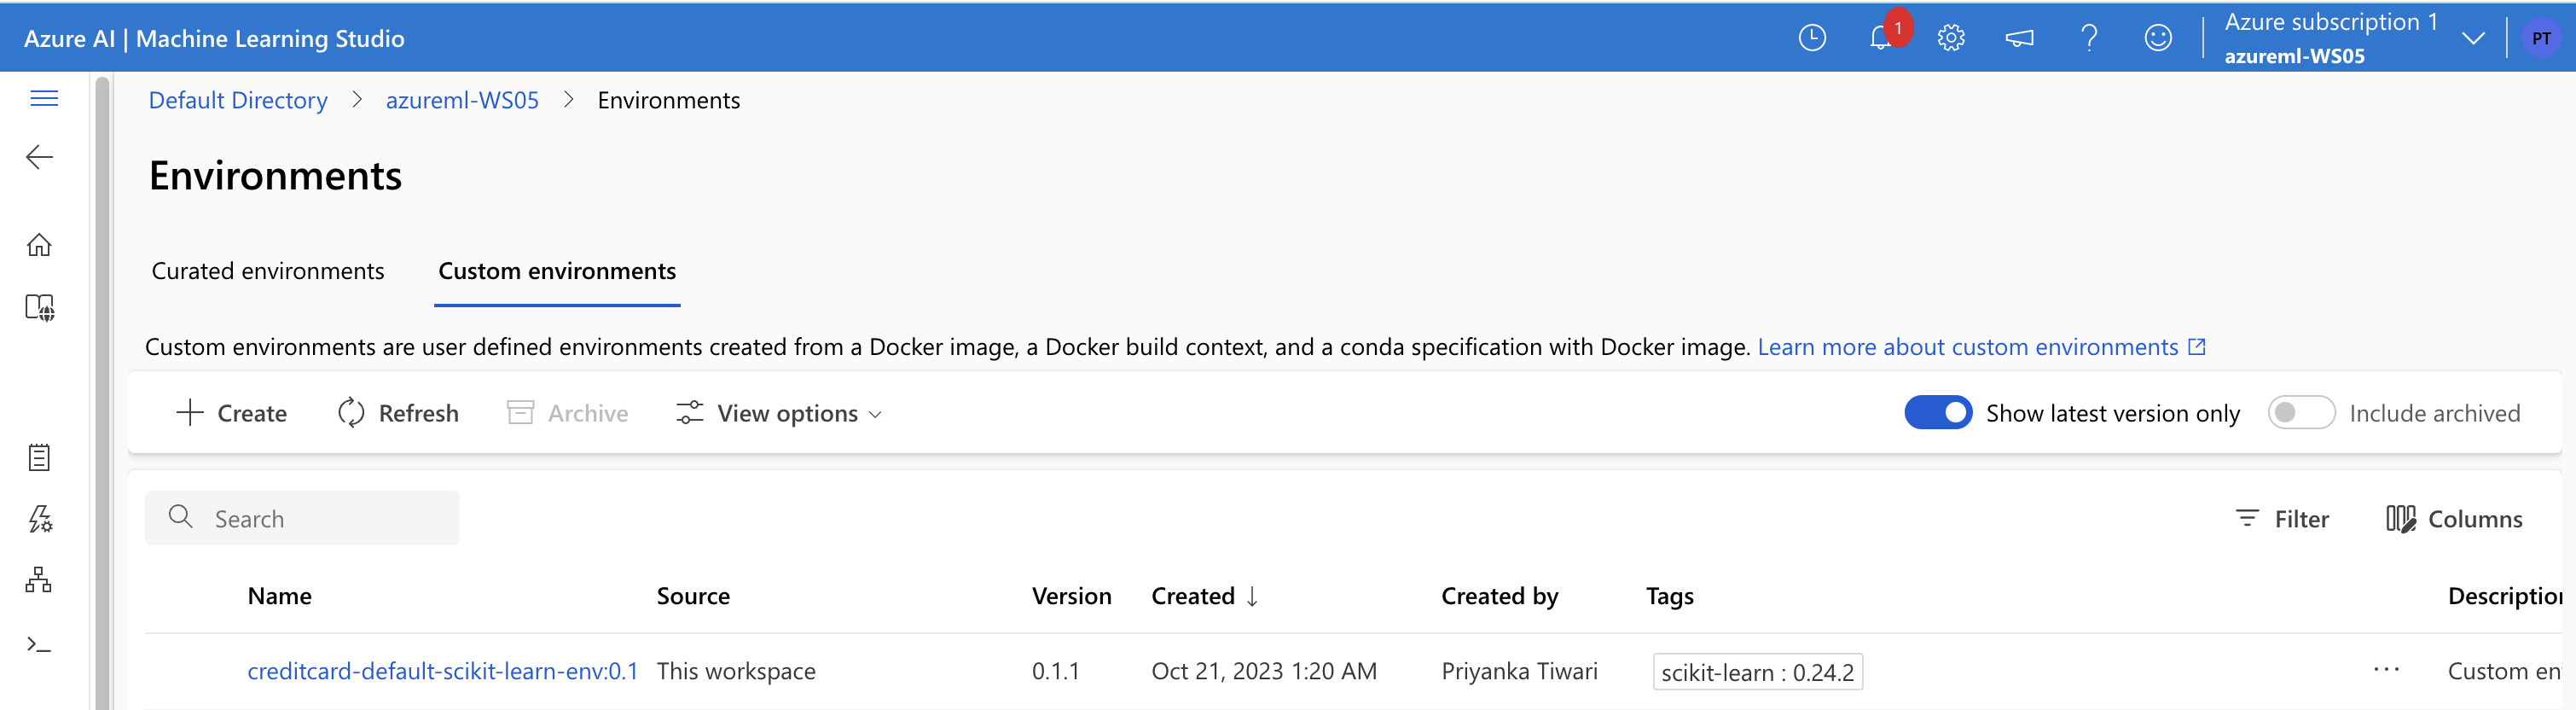 Azure AI | Machine Learning Studio
1
Azure subscription 1
azureml-WS05
PT
Default Directory > azureml-WS05 > Environments
Environments
Curated environments Custom environments
Custom environments are user defined environments created from a Docker image, a Docker build context, and a conda specification with Docker image. Learn more about custom environments
Create Refresh Archive View options Show latest version only Include archived
Search Filter Columns
Name Source Version Created ↓ Created by Tags Description
creditcard-default-scikit-learn-env:0.1 This workspace 0.1.1 Oct 21, 2023 1:20 AM Priyanka Tiwari scikit-learn : 0.24.2 ... Custom en